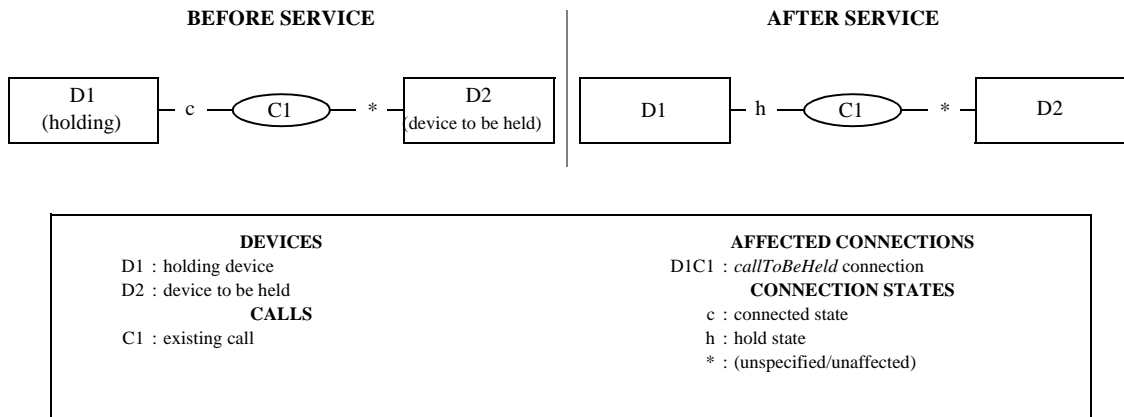 BEFORE SERVICE
D1
(holding)
c
C1
*
D2
(device to be held)
AFTER SERVICE
D1
h
C1
*
D2
DEVICES
D1 : holding device
D2 : device to be held
CALLS
C1 : existing call
AFFECTED CONNECTIONS
D1C1 : callToBeHeld connection
CONNECTION STATES
c : connected state
h : hold state
* : (unspecified/unaffected)